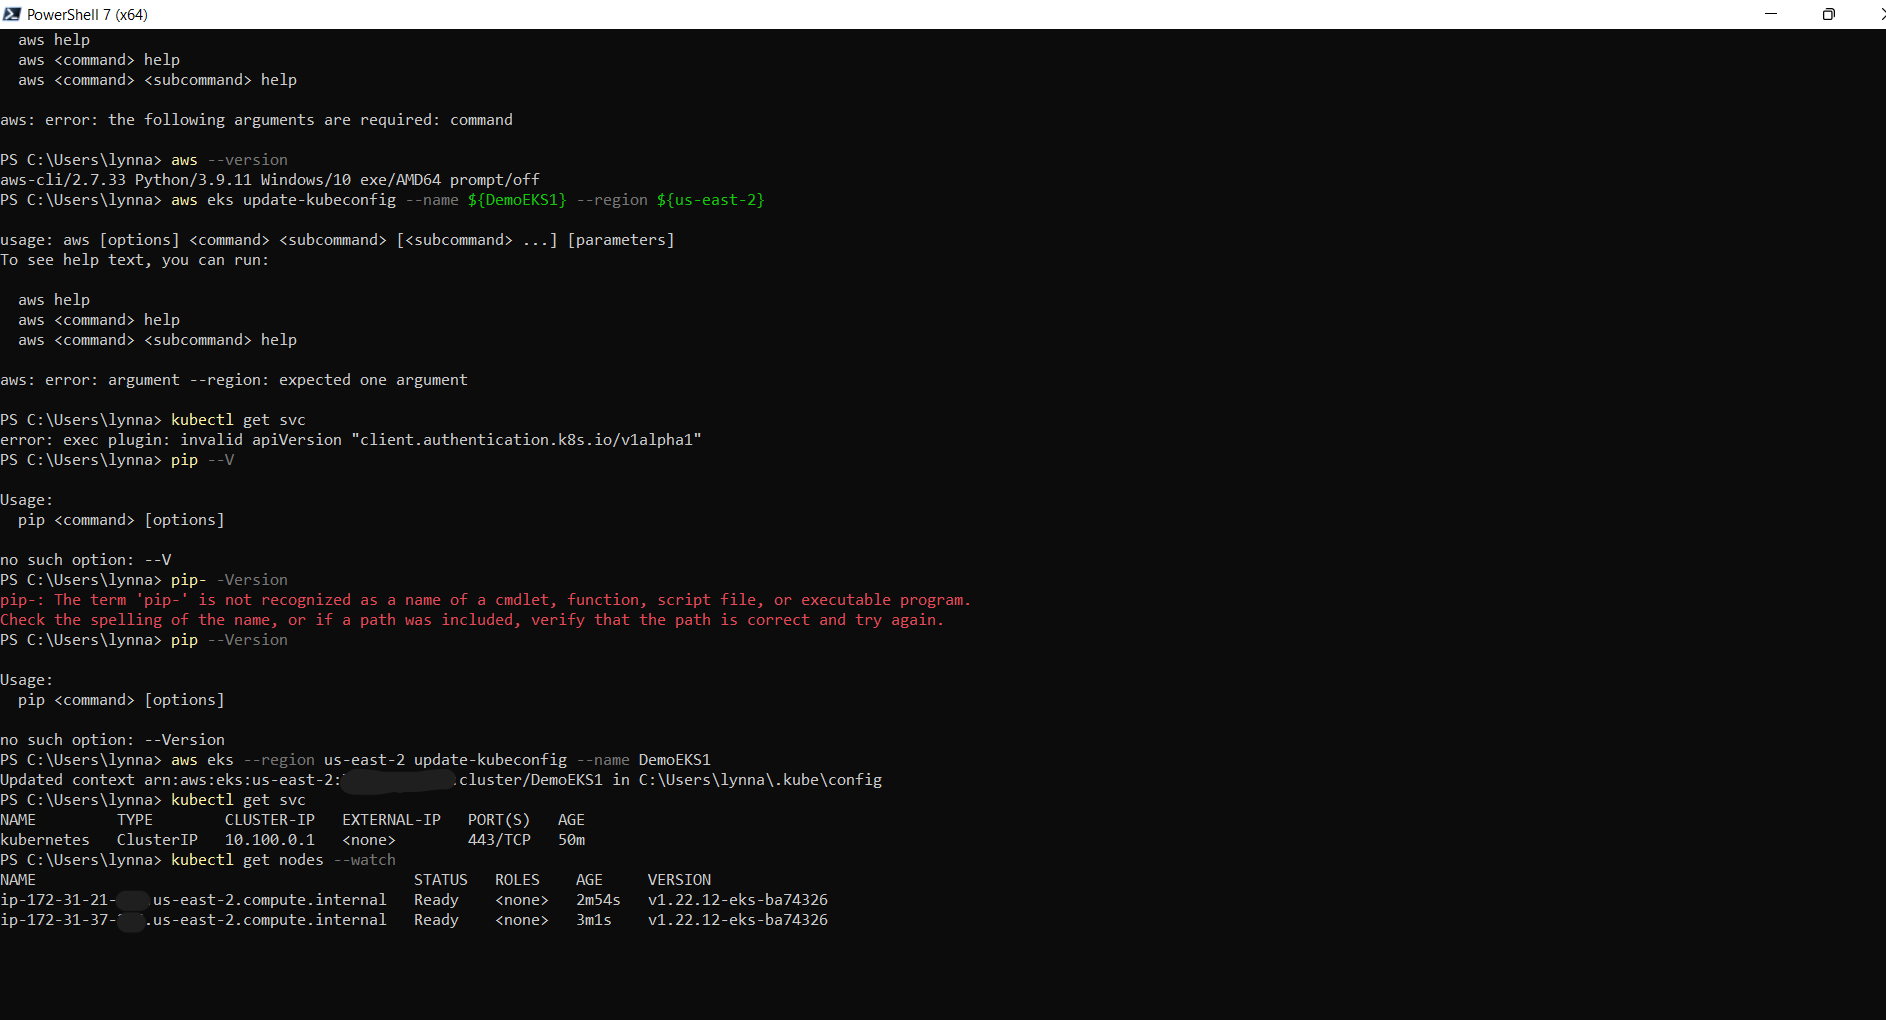 PowerShell 7 (x64)
aws help
aws <command> help
aws <command> <subcommand> help
aws: error: the following arguments are required: command
PS C:\Users\lynna> aws --version
aws-cli/2.7.33 Python/3.9.11 Windows/10 exe/AMD64 prompt/off
PS C:\Users\lynna> aws eks update-kubeconfig --name ${DemoEKS1} --region ${us-east-2}
usage: aws [options] <command> <subcommand> [<subcommand> ...] [parameters]
To see help text, you can run:
aws help
aws <command> help
aws <command> <subcommand> help
aws: error: argument --region: expected one argument
PS C:\Users\lynna> kubectl get svc
error: exec plugin: invalid apiVersion "client.authentication.k8s.io/v1alpha1"
PS C:\Users\lynna> pip --V
Usage:
pip <command> [options]
no such option: --V
PS C:\Users\lynna> pip- -Version
pip-: The term 'pip-' is not recognized as a name of a cmdlet, function, script file, or executable program.
Check the spelling of the name, or if a path was included, verify that the path is correct and try again.
PS C:\Users\lynna> pip --Version
Usage:
pip <command> [options]
no such option: --Version
PS C:\Users\lynna> aws eks --region us-east-2 update-kubeconfig --name DemoEKS1
Updated context arn:aws:eks:us-east-2: cluster/DemoEKS1 in C:\Users\lynna\.kube\config
PS C:\Users\lynna> kubectl get svc
NAME TYPE CLUSTER-IP EXTERNAL-IP PORT(S) AGE
kubernetes ClusterIP 10.100.0.1 <none> 443/TCP 50m
PS C:\Users\lynna> kubectl get nodes --watch
NAME STATUS ROLES AGE VERSION
ip-172-31-21- us-east-2.compute.internal Ready <none> 2m54s v1.22.12-eks-ba74326
ip-172-31-37- .us-east-2.compute.internal Ready <none> 3m1s v1.22.12-eks-ba74326